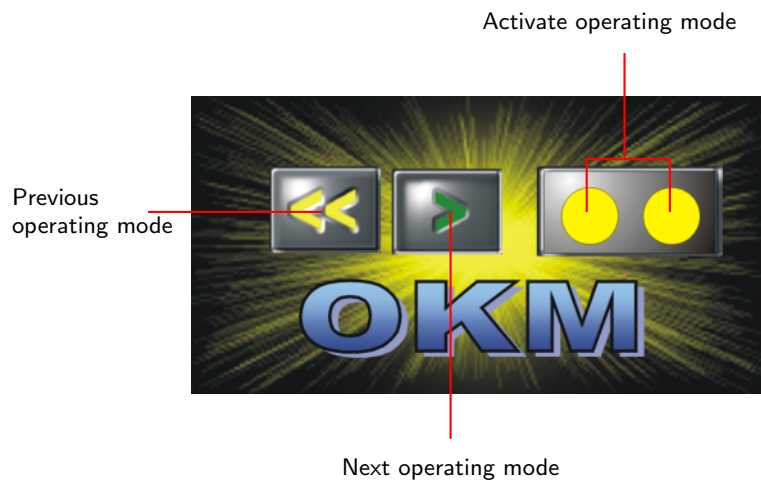 Activate operating mode
Previous
operating mode
OKM
Next operating mode